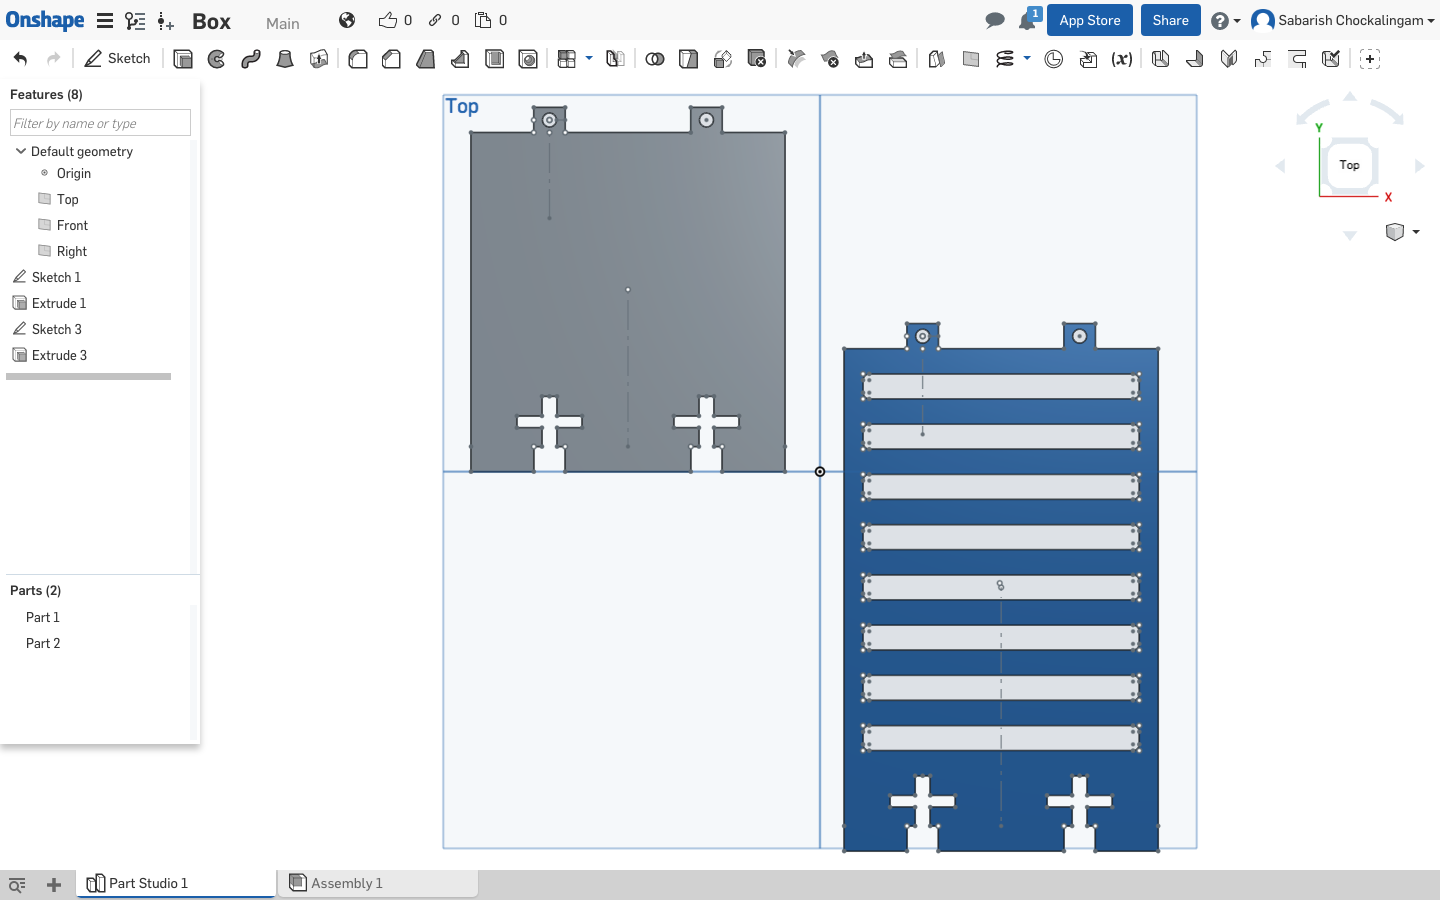 Onshape Box Main 0 0 0 1 App Store Share Sabarish Chockalingam
Sketch (x)
Features (8)
Filter by name or type
Default geometry
Origin
Top
Front
Right
Sketch 1
Extrude 1
Sketch 3
Extrude 3
Parts (2)
Part 1
Part 2
Top
Y
Top
X
Part Studio 1 Assembly 1